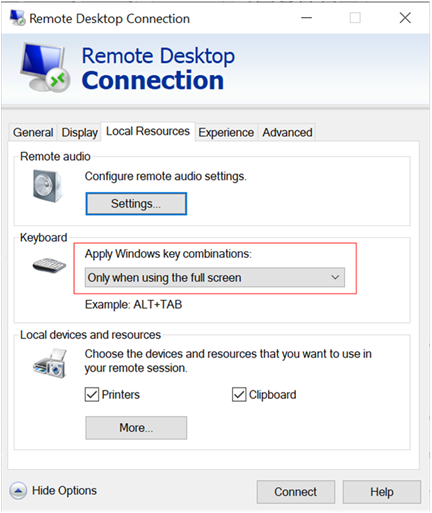 Remote Desktop Connection
Remote Desktop
Connection
General Display Local Resources Experience Advanced
Remote audio
Configure remote audio settings.
Settings...
Keyboard
Apply Windows key combinations:
Only when using the full screen
Example: ALT+TAB
Local devices and resources
Choose the devices and resources that you want to use in
your remote session.
Printers Clipboard
More...
Hide Options Connect Help